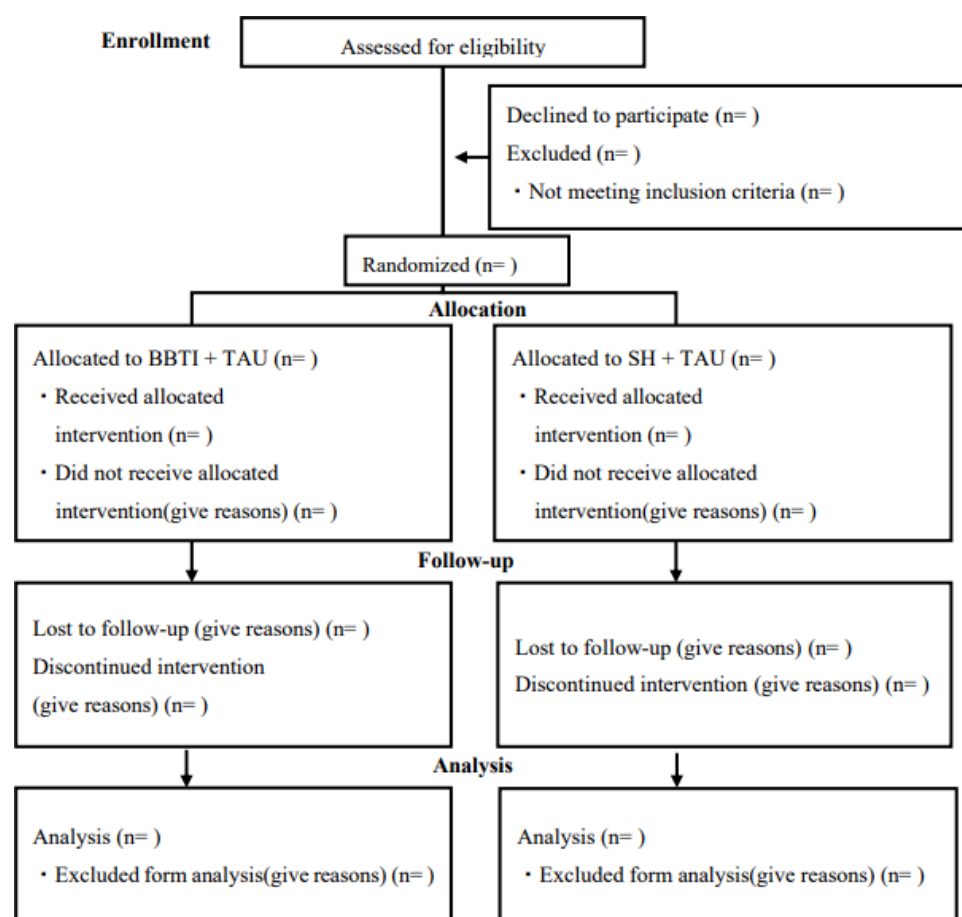 Enrollment
Assessed for eligibility
Declined to participate (n= )
Excluded (n= )
・Not meeting inclusion criteria (n= )
Randomized (n= )
Allocation
Allocated to BBTI + TAU (n= )
・Received allocated
intervention (n= )
・Did not receive allocated
intervention(give reasons) (n= )
Allocated to SH + TAU (n= )
・Received allocated
intervention (n= )
・Did not receive allocated
intervention(give reasons) (n= )
Follow-up
Lost to follow-up (give reasons) (n= )
Discontinued intervention
(give reasons) (n= )
Lost to follow-up (give reasons) (n= )
Discontinued intervention (give reasons) (n= )
Analysis
Analysis (n= )
・Excluded form analysis(give reasons) (n= )
Analysis (n= )
・Excluded form analysis(give reasons) (n= )